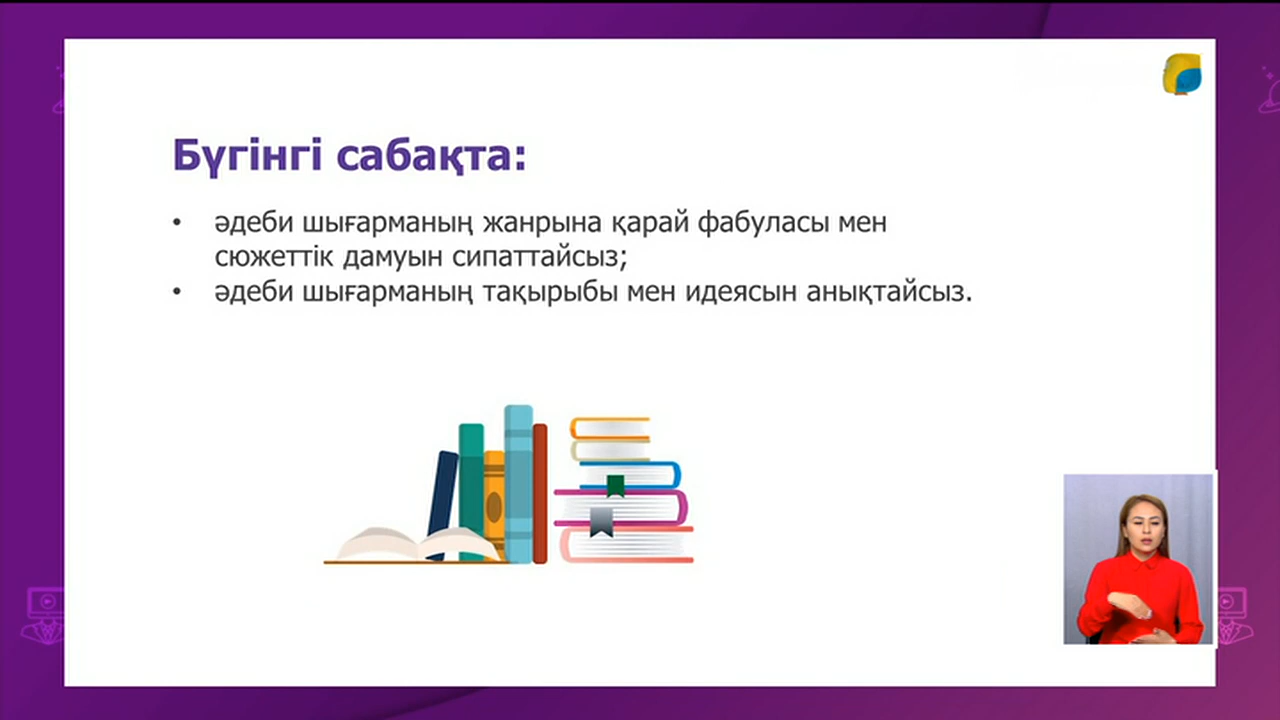 Бүгінгі сабақта:
• әдеби шығарманың жанрына қарай фабуласы мен
сюжеттік дамуын сипаттайсыз;
• әдеби шығарманың тақырыбы мен идеясын анықтайсыз.